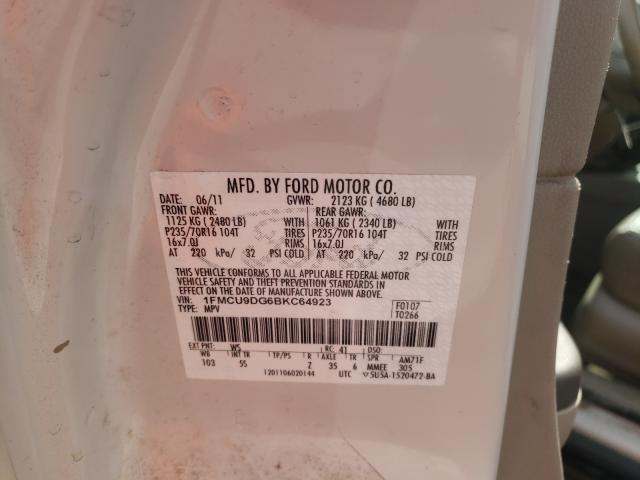 MFD. BY FORD MOTOR CO.
DATE: 06/11 GVWR: 2123 KG ( 4680 LB)
FRONT GAWR: REAR GAWR:
1125 KG ( 2480 LB) WITH 1061 KG ( 2340 LB) WITH
P235/70R16 104T TIRES P235/70R16 104T TIRES
16x7.0J RIMS 16x7.0J RIMS
AT 220 kPa/ 32 PSI COLD AT 220 kPa/ 32 PSI COLD
THIS VEHICLE CONFORMS TO ALL APPLICABLE FEDERAL MOTOR
VEHICLE SAFETY AND BUMPER STANDARDS AND THEFT PREVENTION STANDARD
IN EFFECT ON THE DATE OF MANUFACTURE SHOWN ABOVE.
VIN: 1FMCU9DG6BKC64923 F0107
TYPE: MPV T0266
EXT PNT: WS RC: 41 DSO:
WB INT TR TP/PS R AXLE TR SPR AM71F
103 5S Z 35 6 MMEE 305
1201106020144 UTC 5U5A-1520472-BA